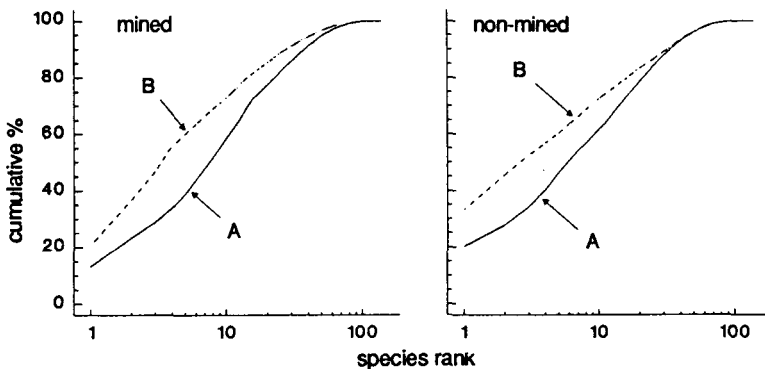 cumulative %
100
80
60
40
20
0
mined
B
A
1
10
100
non-mined
B
A
1
10
100
species rank